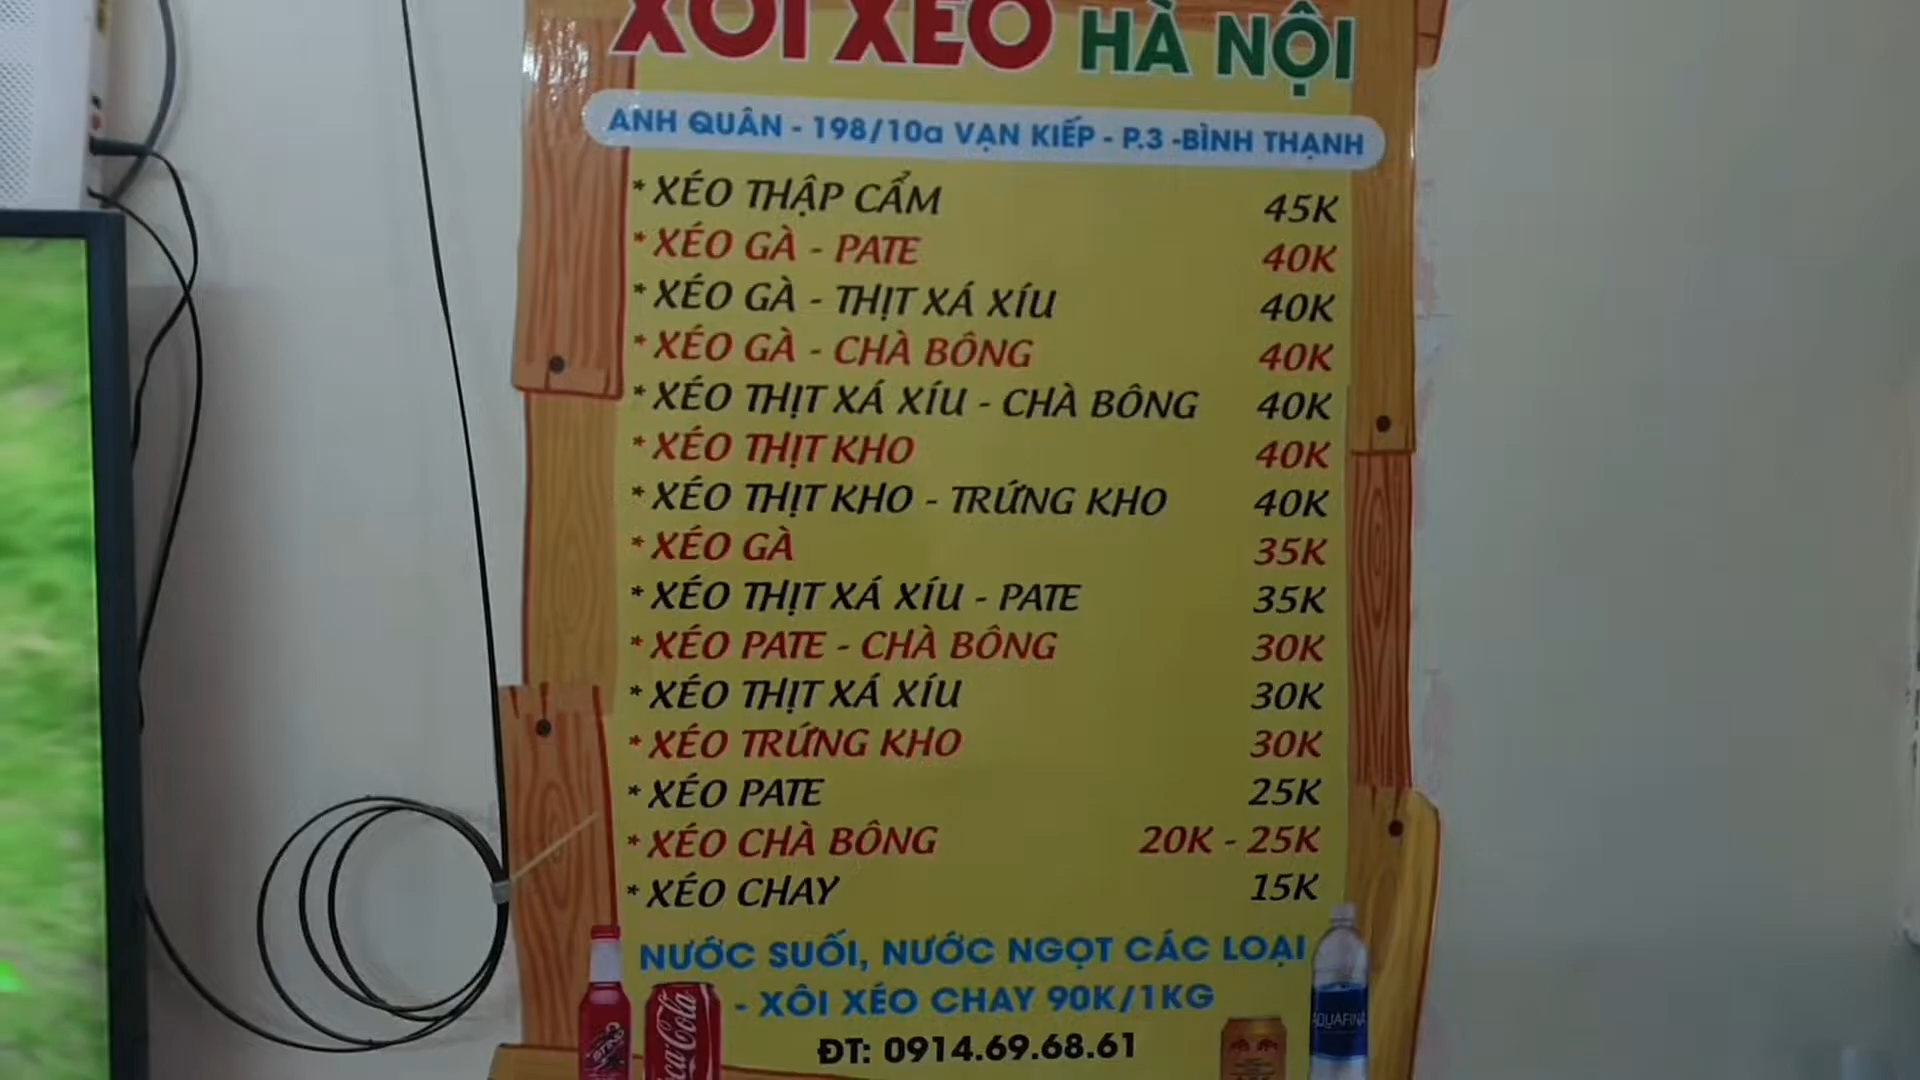 XÔI XÉO HÀ NỘI
ANH QUÂN - 198/10a VẠN KIẾP - P.3 -BÌNH THẠNH
* XÉO THẬP CẨM 45K
* XÉO GÀ - PATE 40K
* XÉO GÀ - THỊT XÁ XÍU 40K
* XÉO GÀ - CHÀ BÔNG 40K
* XÉO THỊT XÁ XÍU - CHÀ BÔNG 40K
* XÉO THỊT KHO 40K
* XÉO THỊT KHO - TRỨNG KHO 40K
* XÉO GÀ 35K
* XÉO THỊT XÁ XÍU - PATE 35K
* XÉO PATE - CHÀ BÔNG 30K
* XÉO THỊT XÁ XÍU 30K
* XÉO TRỨNG KHO 30K
* XÉO PATE 25K
* XÉO CHÀ BÔNG 20K - 25K
* XÉO CHAY 15K
NƯỚC SUỐI, NƯỚC NGỌT CÁC LOẠI
- XÔI XÉO CHAY 90K/1KG
ĐT: 0914.69.68.61
STING
Coca-Cola
AQUAFINA